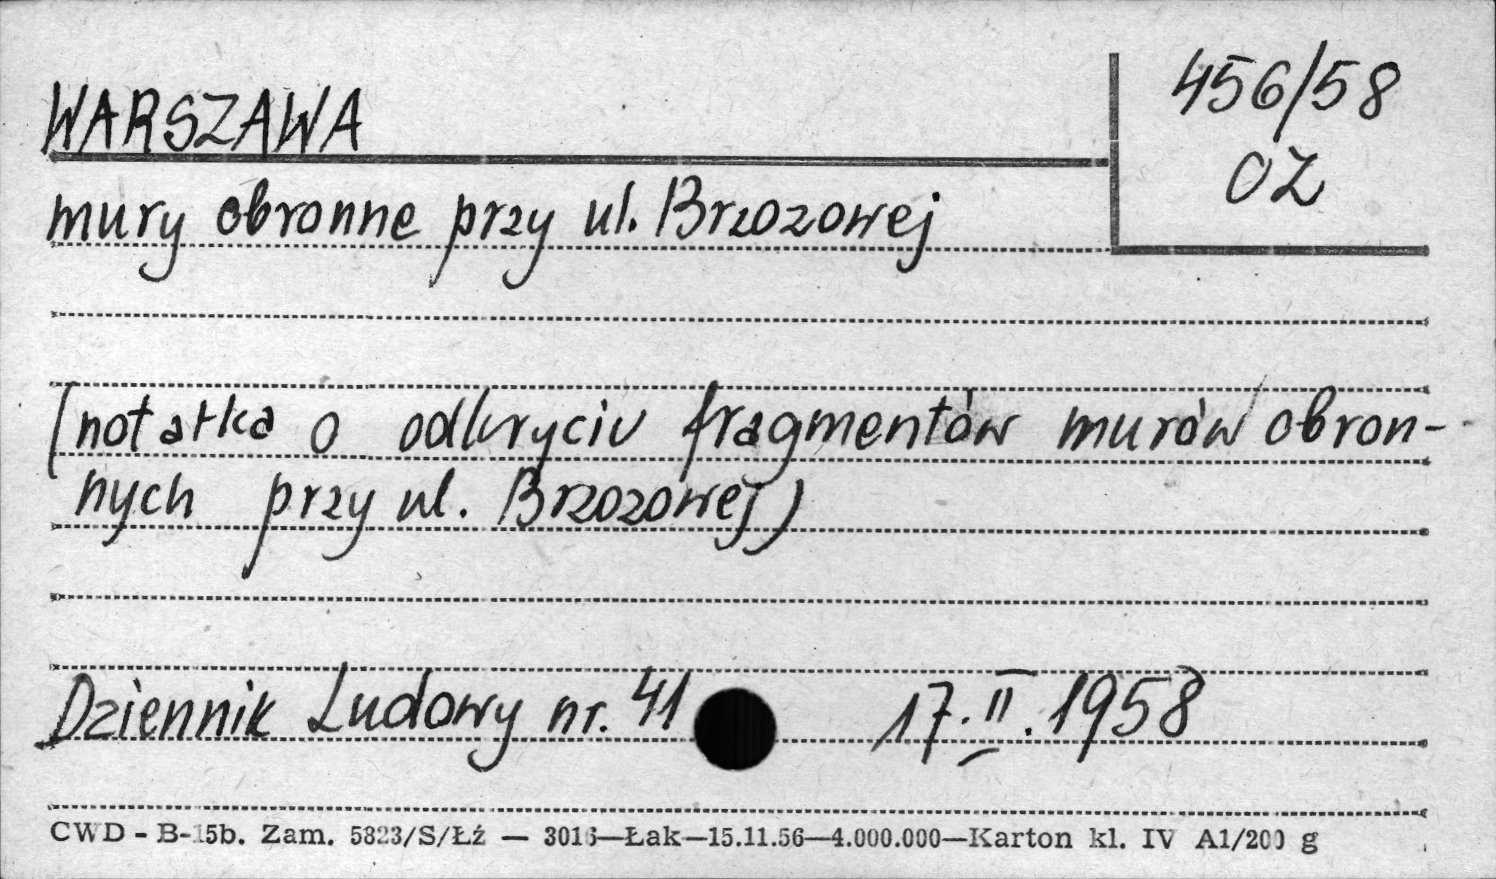 WARSZAWA
456/58
OZ
mury obronne przy ul. Brzozowej
(notatka o odkryciu fragmentów murów obron-
nych przy ul. Brzozowej)
Dziennik Ludowy nr. 41 17.II.1958
CWD - B-15b. Zam. 5823/S/Łź — 3016—Łak—15.11.56—4.000.000—Karton kl. IV A1/200 g